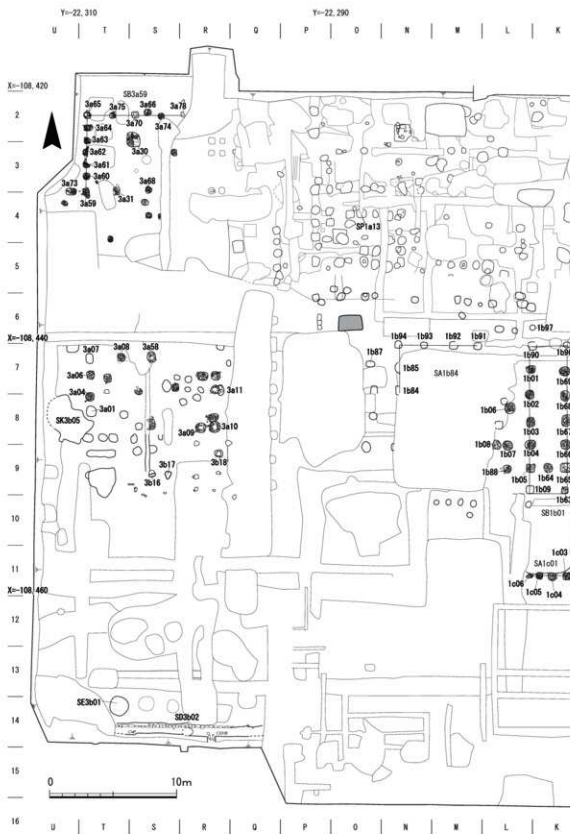 Y=-22,310 Y=-22,290
U T S R Q P O N M L K
X=-108,420
SB3a59
3a65 3a75 3a66 3a78
2
3a64 3a70 3a74
3a63
3a62 3a30
3
3a61
3a60 3a68
3a73
3a59 3a31
4
SP1a13
5
6
X=-108,440
1b97
1b94 1b93 1b92 1b91
3a07 3a08 3a58
1b87 1b90
7
3a06 1b85 SA1b84 1b01
3a04 3a11 1b84 1b02
3a01 1b06
8
SK3b05 1b03
3a09 3a10
1b08 1b07 1b04
3b17 3b18
9
3b16 1b88 1b05 1b64
1b09
SB1b01
10
1c03
SA1c01
11
X=-108,460
1c06 1c05 1c04
12
13
SE3b01
SD3b02
14
15
0 10m
16